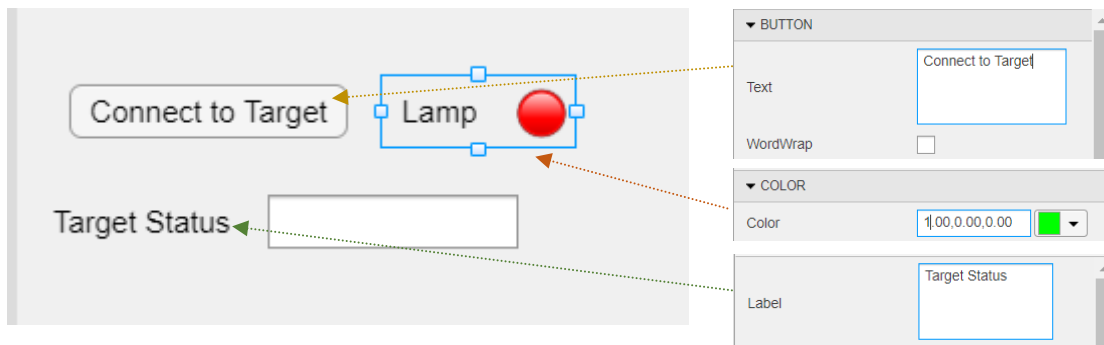 Connect to Target
Lamp
Target Status
BUTTON
Text
Connect to Target
WordWrap
COLOR
Color
1.00,0.00,0.00
Label
Target Status